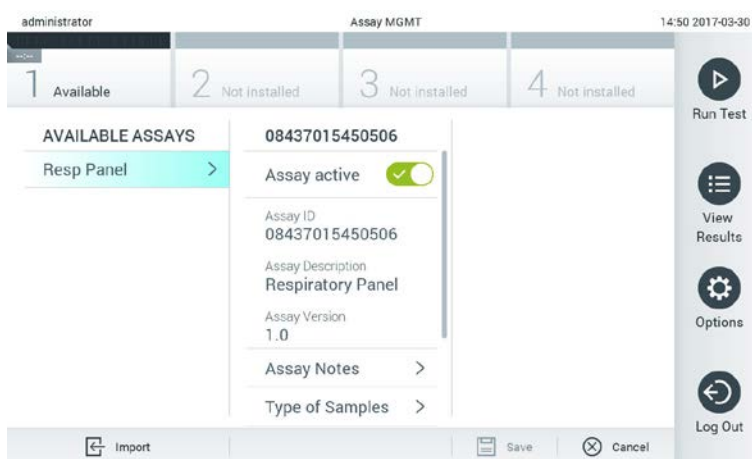 administrator Assay MGMT 14:50 2017-03-30
--:--
1 Available 2 Not installed 3 Not installed 4 Not installed
Run Test
AVAILABLE ASSAYS
Resp Panel >
08437015450506
Assay active
Assay ID
08437015450506
Assay Description
Respiratory Panel
Assay Version
1.0
Assay Notes >
Type of Samples >
View
Results
Options
Log Out
Import Save Cancel